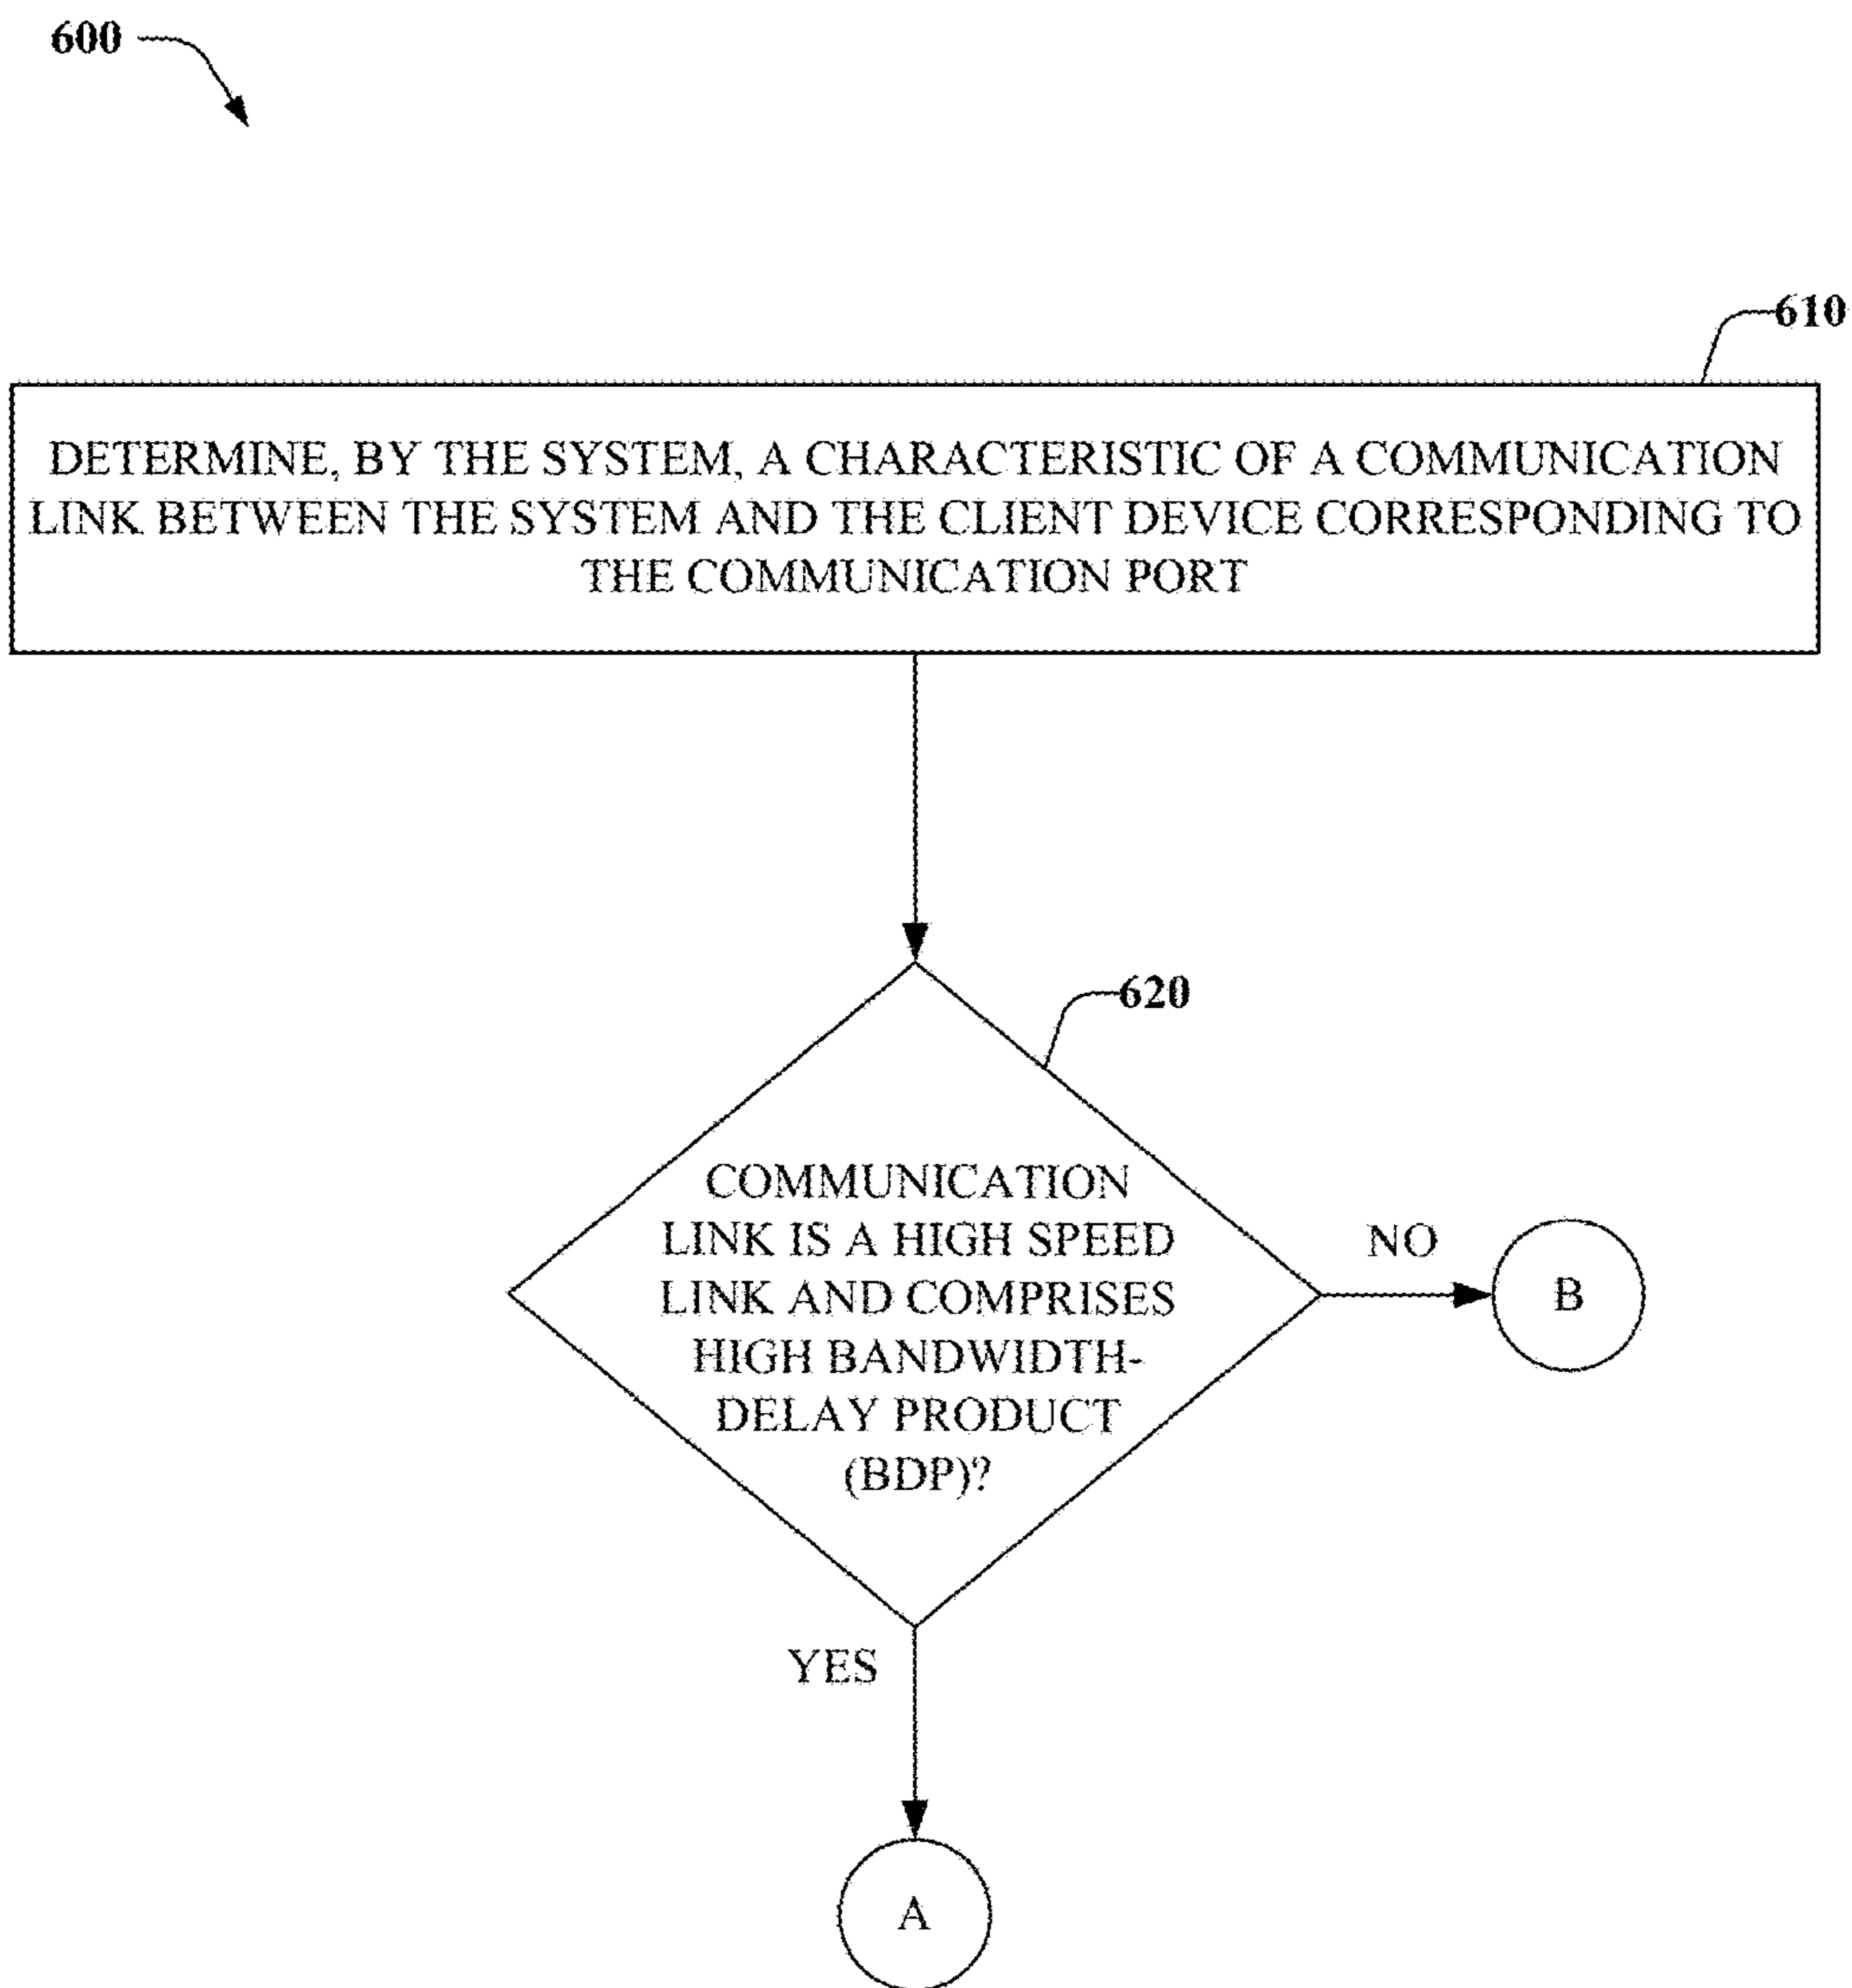 600
610
DETERMINE, BY THE SYSTEM, A CHARACTERISTIC OF A COMMUNICATION
LINK BETWEEN THE SYSTEM AND THE CLIENT DEVICE CORRESPONDING TO
THE COMMUNICATION PORT
620
COMMUNICATION
LINK IS A HIGH SPEED
LINK AND COMPRISES
HIGH BANDWIDTH-
DELAY PRODUCT
(BDP)?
NO
B
YES
A